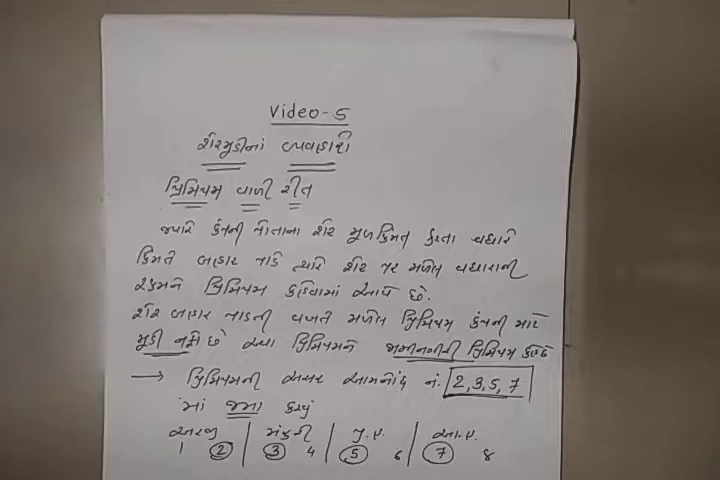 Video-5
શેરમુડીનાં વ્યવહારો
પ્રિમિયમ વાળી રીત
જ્યારે કંપની પોતાના શેર મુળકિંમત કરતા વધારે
કિંમતે બહાર પાડે ત્યારે શેર પર મળેલ વધારાની
રકમને પ્રિમિયમ કહેવામાં આવે છે.
શેર બહાર પાડતી વખતે મળેલ પ્રિમિયમ કંપની માટે
મુડી નફો છે આ પ્રિમિયમને જામીનગીરી પ્રિમિયમ કહે
→ પ્રિમિયમની અસર આમનોંધ નં. 2,3,5,7
માં જમા કરવું
અરજી | મંજુરી | પ્ર.હ. | આ.હ.
1 2 | 3 4 | 5 6 | 7 8